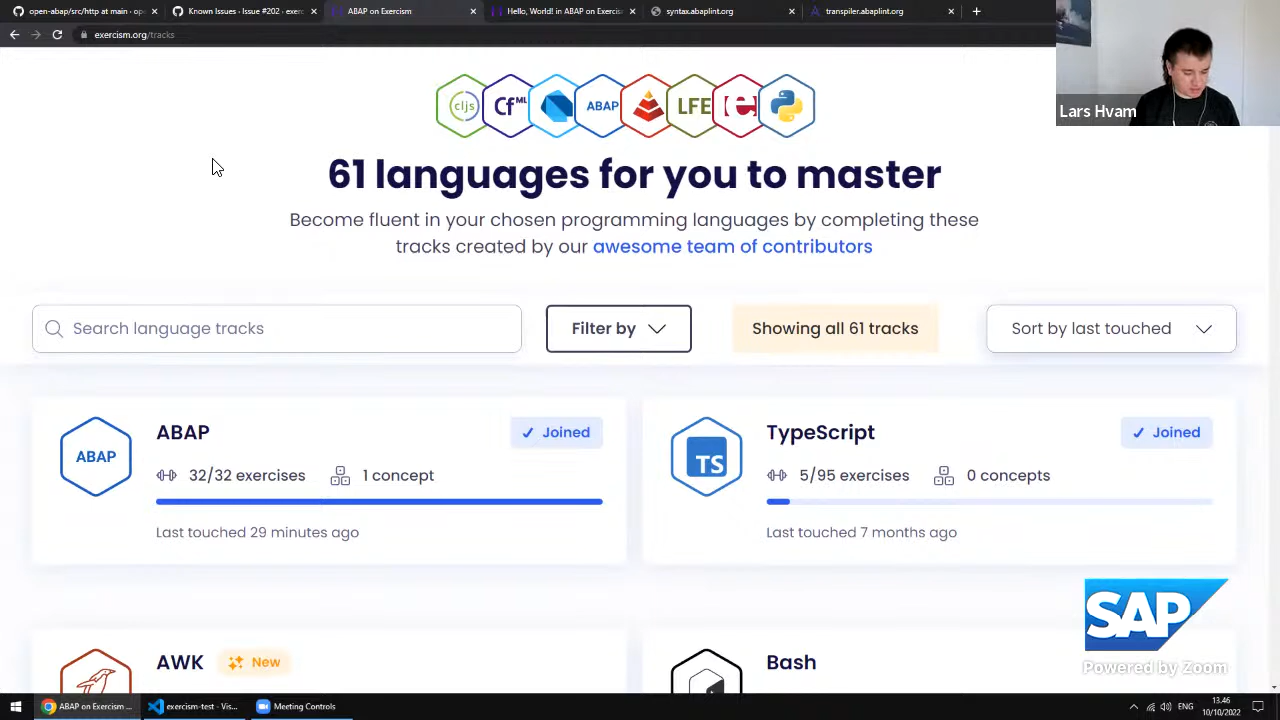 open-abap/src/http at main · ope
Known Issues · Issue #202 · exerc
ABAP on Exercism
Hello, World! in ABAP on Exercis
syntax.abaplint.org
transpiler.abaplint.org
exercism.org/tracks
Lars Hvam
cljs
Cf ML
ABAP
LFE
61 languages for you to master
Become fluent in your chosen programming languages by completing these
tracks created by our awesome team of contributors
Search language tracks
Filter by
Showing all 61 tracks
Sort by last touched
ABAP
ABAP
Joined
32/32 exercises
1 concept
Last touched 29 minutes ago
TS
TypeScript
Joined
5/95 exercises
0 concepts
Last touched 7 months ago
AWK
New
Bash
SAP
Powered by Zoom
ABAP on Exercism ...
exercism-test - Vis...
Meeting Controls
ENG
13.46
10/10/2022